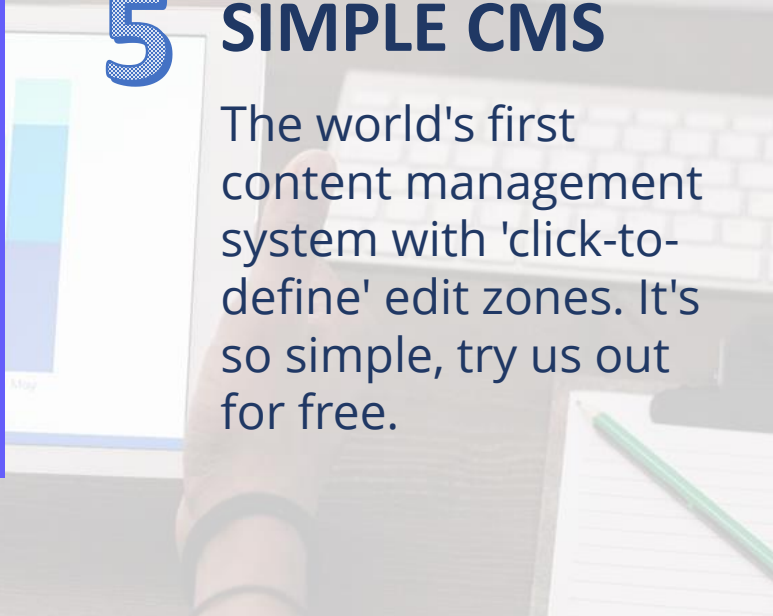 5 SIMPLE CMS
The world's first
content management
system with 'click-to-
define' edit zones. It's
so simple, try us out
for free.
May